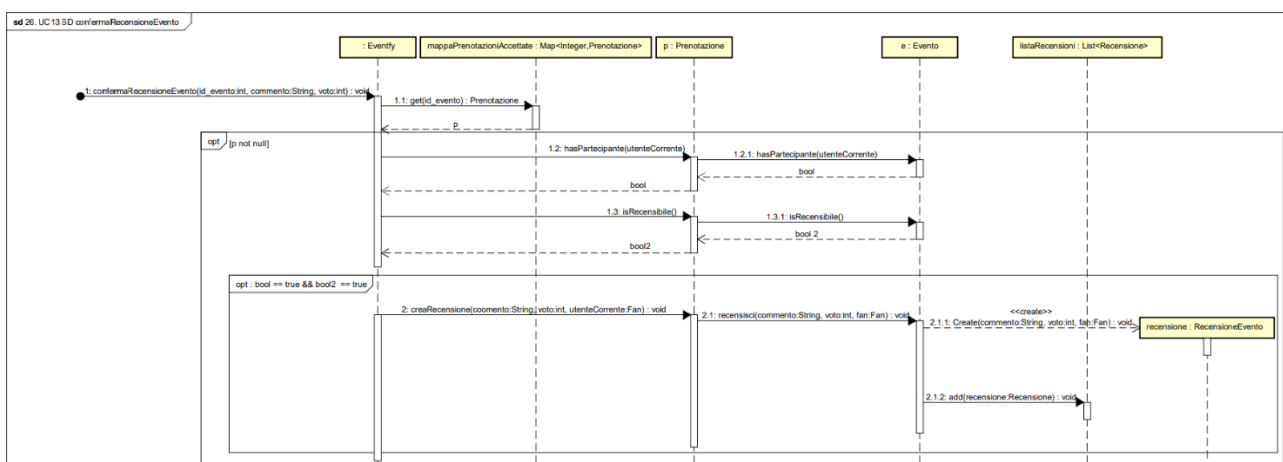 sd 26. UC13 SD confermaRecensioneEvento
: Eventfy
mappaPrenotazioniAccettate : Map<Integer,Prenotazione>
p : Prenotazione
e : Evento
listaRecensioni : List<Recensione>
1: confermaRecensioneEvento(id_evento:int, commento:String, voto:int) : void
1.1: get(id_evento) : Prenotazione
p
opt [p not null]
1.2: hasPartecipante(utenteCorrente)
1.2.1: hasPartecipante(utenteCorrente)
bool
bool
1.3: isRecensibile()
1.3.1: isRecensibile()
bool 2
bool2
opt : bool == true && bool2 == true
2: creaRecensione(coomento:String, voto:int, utenteCorrente:Fan) : void
2.1: recensisci(commento:String, voto:int, fan:Fan) : void
<<create>>
2.1.1: Create(commento:String, voto:int, fan:Fan) : void
recensione : RecensioneEvento
2.1.2: add(recensione:Recensione) : void